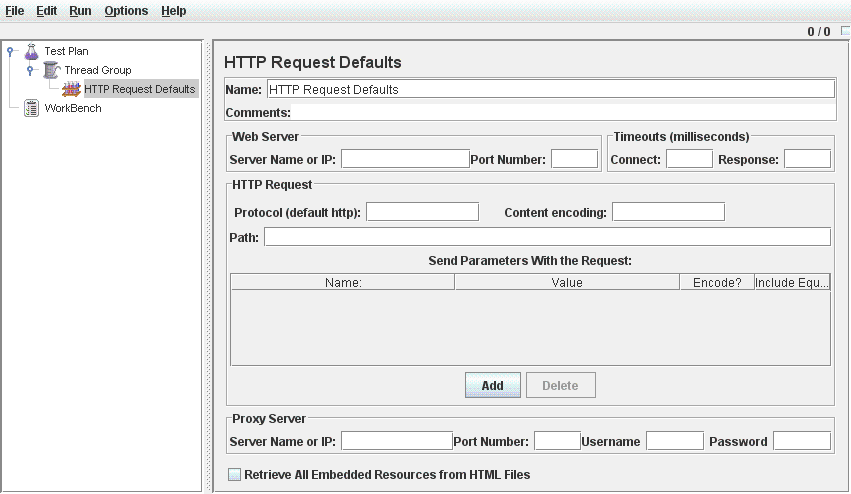 File Edit Run Options Help
0 / 0
Test Plan
Thread Group
HTTP Request Defaults
WorkBench
HTTP Request Defaults
Name: HTTP Request Defaults
Comments:
Web Server
Server Name or IP: Port Number:
Timeouts (milliseconds)
Connect: Response:
HTTP Request
Protocol (default http): Content encoding:
Path:
Send Parameters With the Request:
Name: Value Encode? Include Equ...
Add Delete
Proxy Server
Server Name or IP: Port Number: Username Password
Retrieve All Embedded Resources from HTML Files